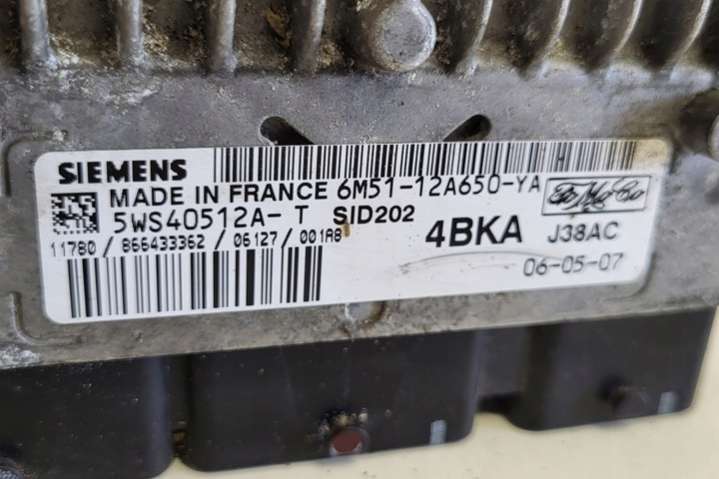 SIEMENS
MADE IN FRANCE 6M51-12A650-YA
5WS40512A- T SID202
4BKA J38AC
11780 / 866433362 / 06127 / 001A8
06-05-07